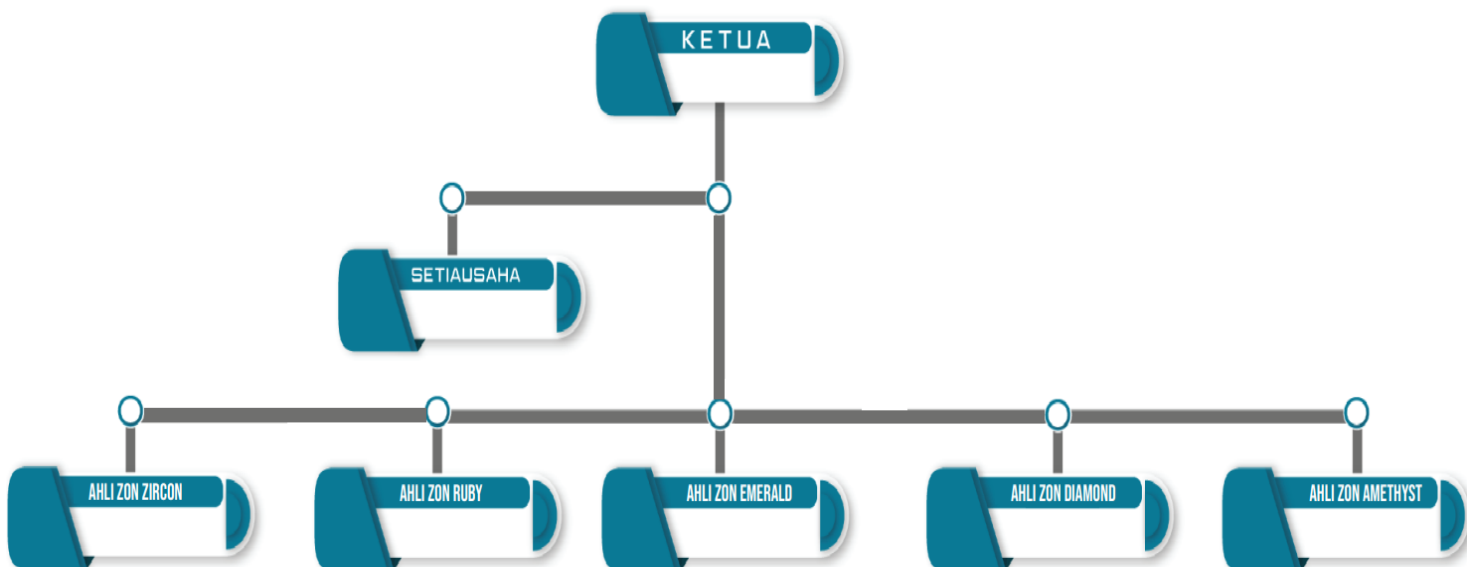 KETUA
SETIAUSAHA
AHLI ZON ZIRCON
AHLI ZON RUBY
AHLI ZON EMERALD
AHLI ZON DIAMOND
AHLI ZON AMETHYST